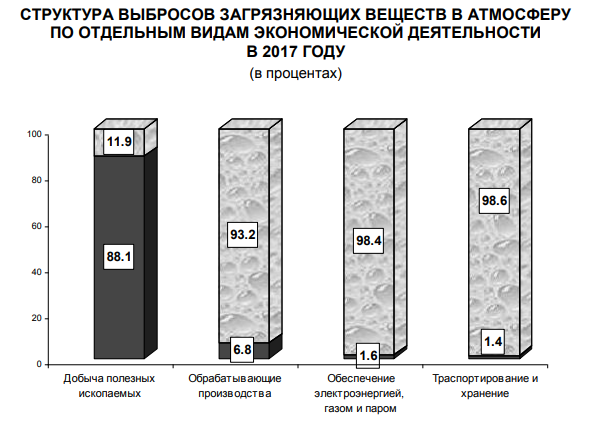 СТРУКТУРА ВЫБРОСОВ ЗАГРЯЗНЯЮЩИХ ВЕЩЕСТВ В АТМОСФЕРУ
ПО ОТДЕЛЬНЫМ ВИДАМ ЭКОНОМИЧЕСКОЙ ДЕЯТЕЛЬНОСТИ
В 2017 ГОДУ
(в процентах)
100
80
60
40
20
0
11.9
88.1
93.2
6.8
98.4
1.6
98.6
1.4
Добыча полезных
ископаемых
Обрабатывающие
производства
Обеспечение
электроэнергией,
газом и паром
Траспортирование и
хранение